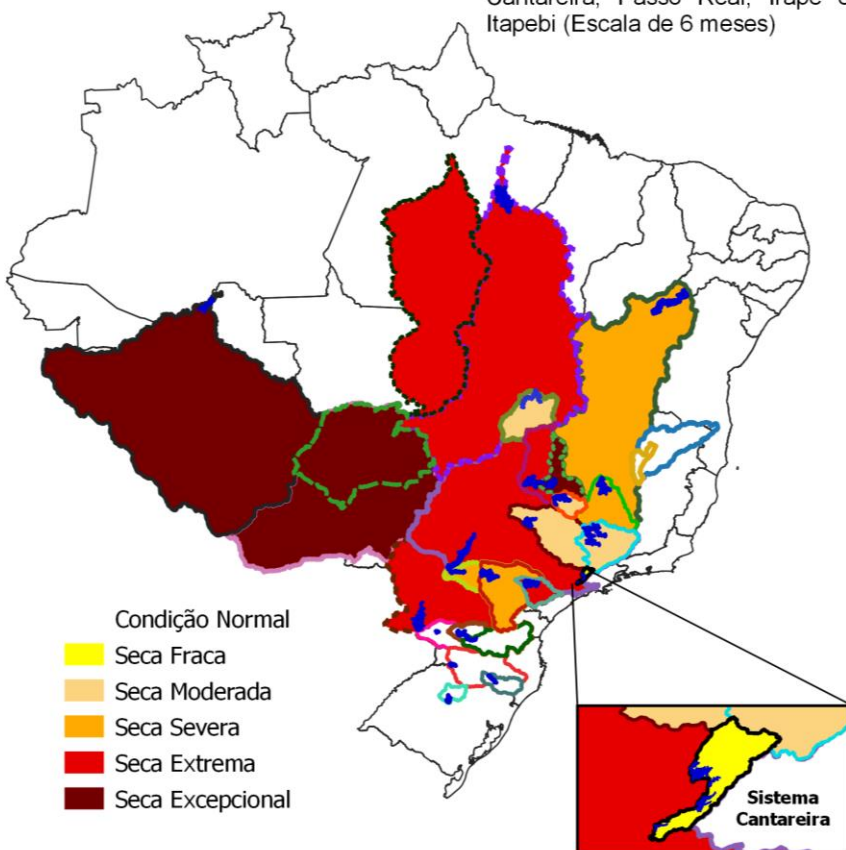 Itapebi (Escala de 6 meses)
Condição Normal
Seca Fraca
Seca Moderada
Seca Severa
Seca Extrema
Seca Excepcional
Sistema
Cantareira